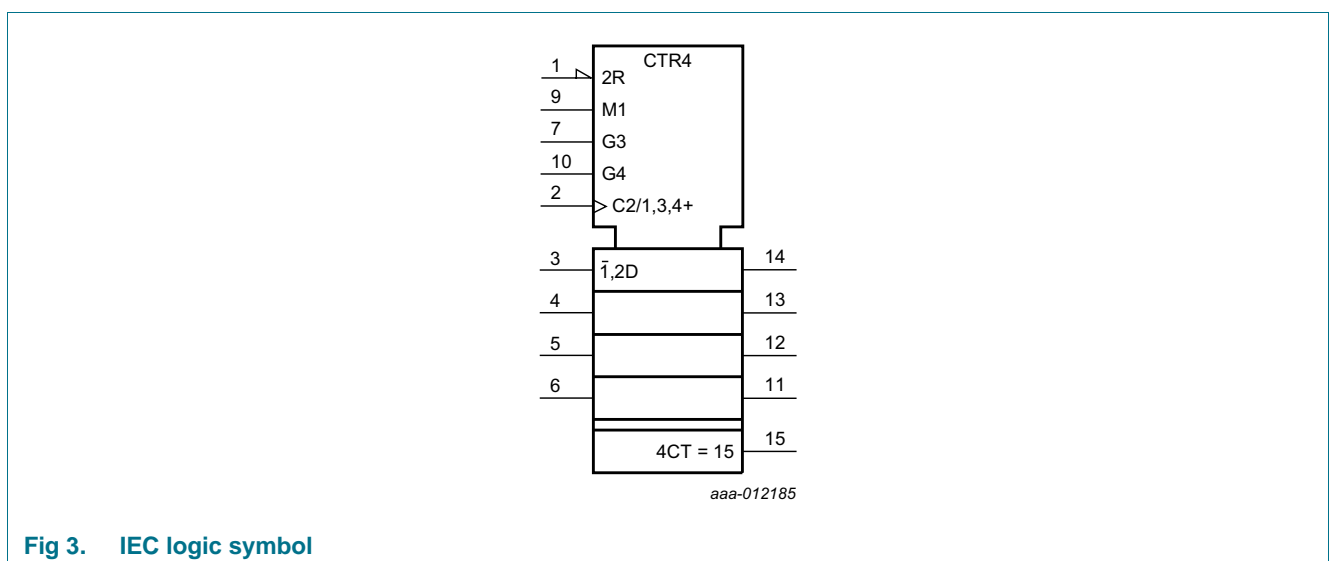 CTR4
1 2R
9 M1
7 G3
10 G4
2 C2/1,3,4+
3 1̄,2D 14
4 13
5 12
6 11
4CT = 15 15
aaa-012185
Fig 3. IEC logic symbol